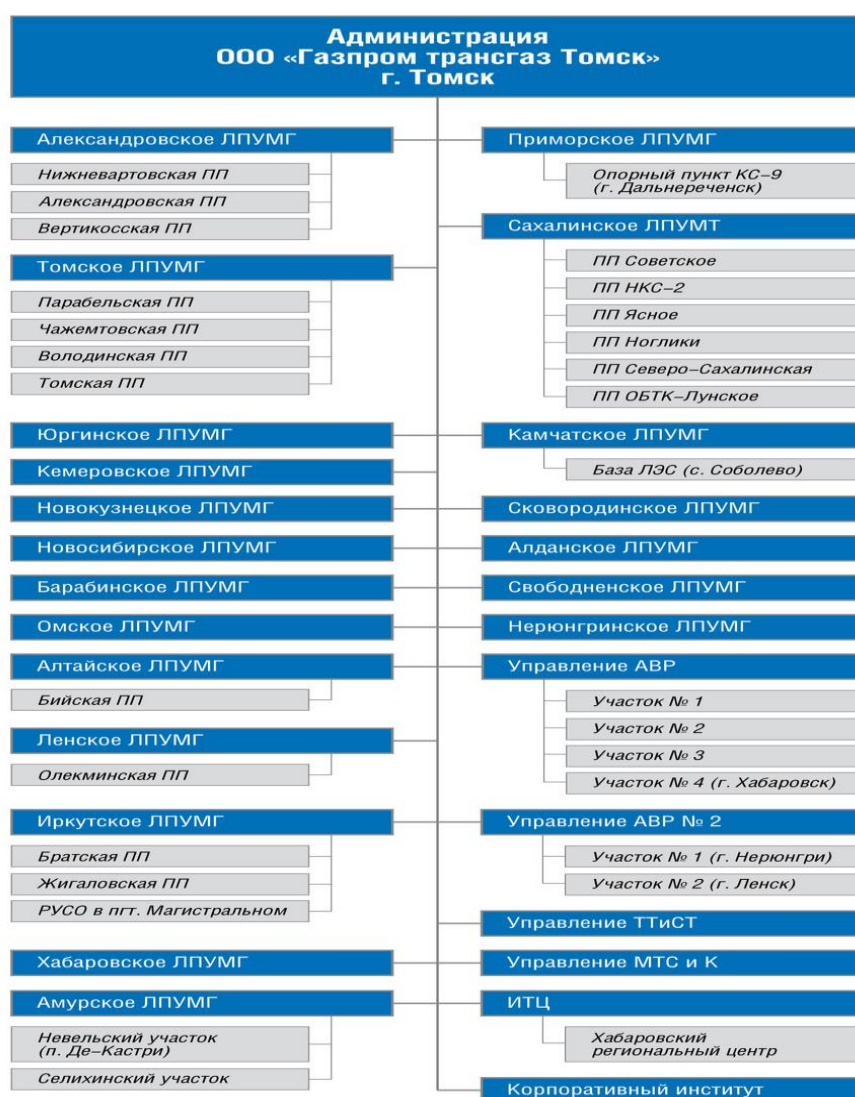 Администрация
ООО «Газпром трансгаз Томск»
г. Томск
Александровское ЛПУМГ
Нижневартовская ПП
Александровская ПП
Вертикосская ПП
Томское ЛПУМГ
Парабельская ПП
Чажемтовская ПП
Володинская ПП
Томская ПП
Юргинское ЛПУМГ
Кемеровское ЛПУМГ
Новокузнецкое ЛПУМГ
Новосибирское ЛПУМГ
Барабинское ЛПУМГ
Омское ЛПУМГ
Алтайское ЛПУМГ
Бийская ПП
Ленское ЛПУМГ
Олекминская ПП
Иркутское ЛПУМГ
Братская ПП
Жигаловская ПП
РУСО в пгт. Магистральном
Хабаровское ЛПУМГ
Амурское ЛПУМГ
Невельский участок
(п. Де-Кастри)
Селихинский участок
Приморское ЛПУМГ
Опорный пункт КС-9
(г. Дальнереченск)
Сахалинское ЛПУМТ
ПП Советское
ПП НКС-2
ПП Ясное
ПП Ноглики
ПП Северо-Сахалинская
ПП ОБТК-Лунское
Камчатское ЛПУМГ
База ЛЭС (с. Соболево)
Сковородинское ЛПУМГ
Алданское ЛПУМГ
Свободненское ЛПУМГ
Нерюнгринское ЛПУМГ
Управление АВР
Участок № 1
Участок № 2
Участок № 3
Участок № 4 (г. Хабаровск)
Управление АВР № 2
Участок № 1 (г. Нерюнгри)
Участок № 2 (г. Ленск)
Управление ТТиСТ
Управление МТС и К
ИТЦ
Хабаровский
региональный центр
Корпоративный институт